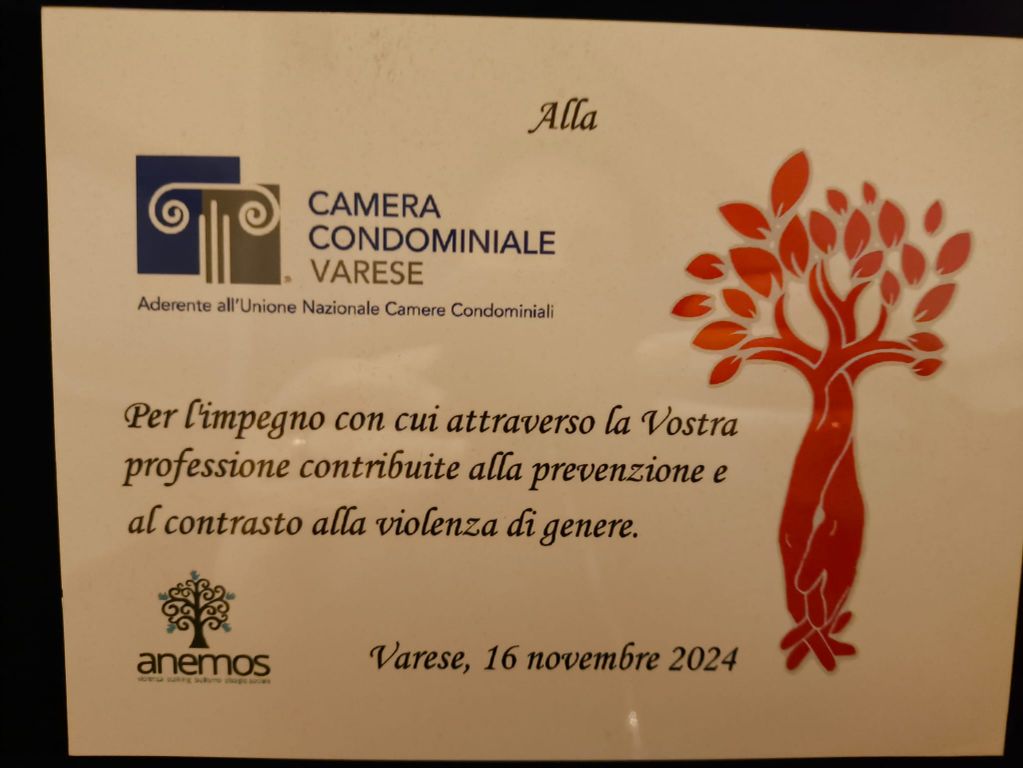 Alla
CAMERA
CONDOMINIALE
VARESE
Aderente all'Unione Nazionale Camere Condominiali
Per l'impegno con cui attraverso la Vostra
professione contribuite alla prevenzione e
al contrasto alla violenza di genere.
anemos
Varese, 16 novembre 2024